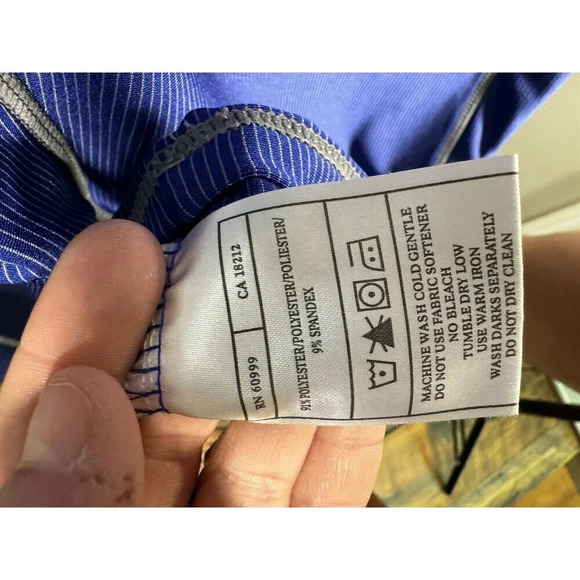 RN 60999
CA 18212
91% POLYESTER/POLYESTER/POLIESTER/
9% SPANDEX
MACHINE WASH COLD GENTLE
DO NOT USE FABRIC SOFTENER
NO BLEACH
TUMBLE DRY LOW
USE WARM IRON
WASH DARKS SEPARATELY
DO NOT DRY CLEAN